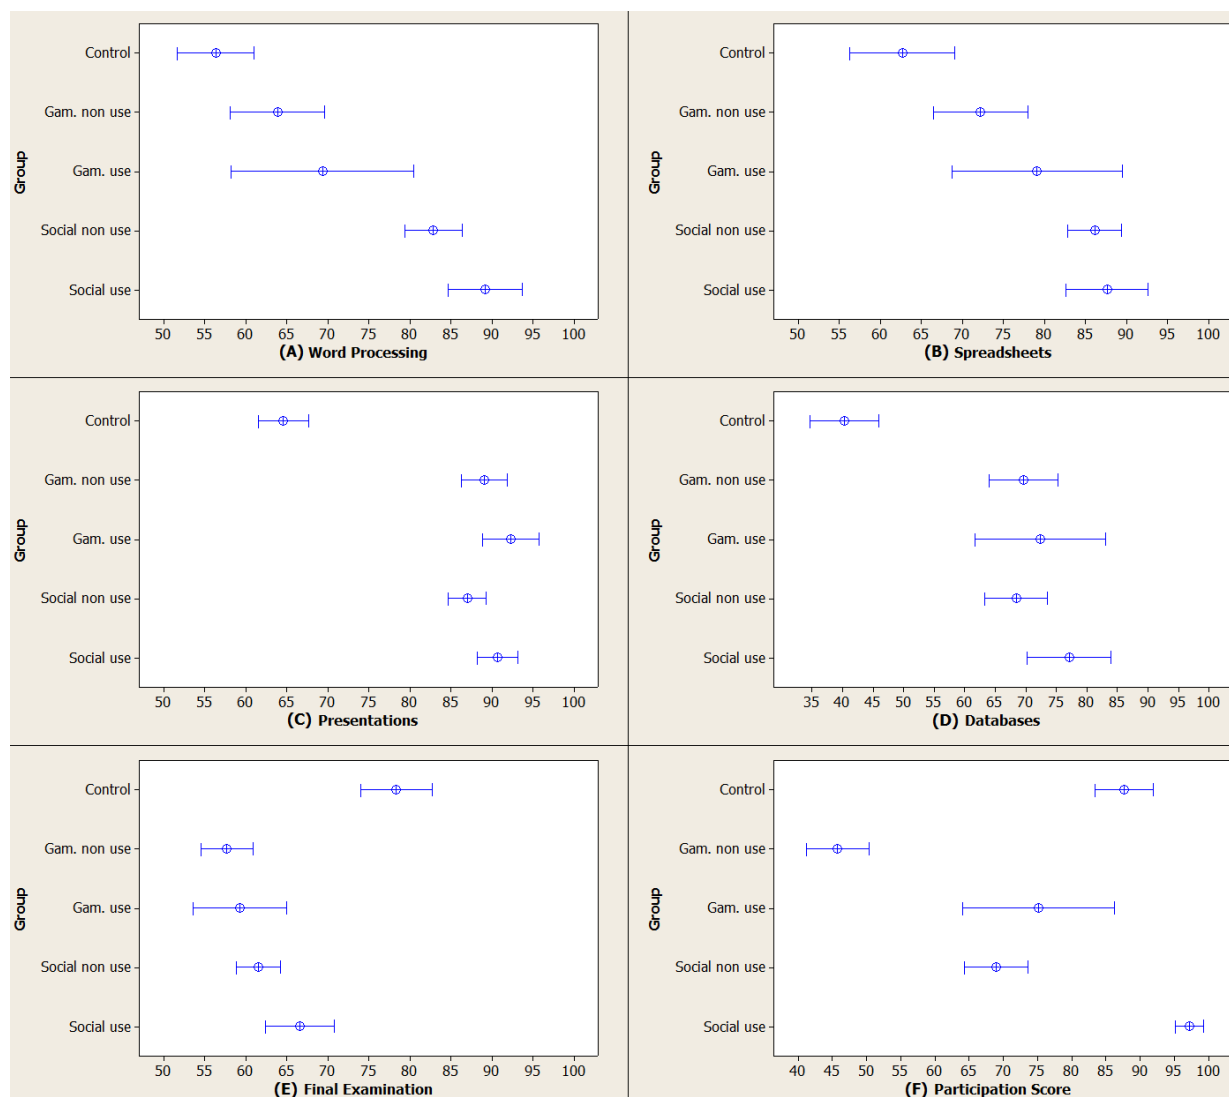 Control
Gam. non use
Gam. use
Social non use
Social use
Group
50 55 60 65 70 75 80 85 90 95 100
(A) Word Processing
Control
Gam. non use
Gam. use
Social non use
Social use
Group
50 55 60 65 70 75 80 85 90 95 100
(B) Spreadsheets
Control
Gam. non use
Gam. use
Social non use
Social use
Group
50 55 60 65 70 75 80 85 90 95 100
(C) Presentations
Control
Gam. non use
Gam. use
Social non use
Social use
Group
35 40 45 50 55 60 65 70 75 80 85 90 95 100
(D) Databases
Control
Gam. non use
Gam. use
Social non use
Social use
Group
50 55 60 65 70 75 80 85 90 95 100
(E) Final Examination
Control
Gam. non use
Gam. use
Social non use
Social use
Group
40 45 50 55 60 65 70 75 80 85 90 95 100
(F) Participation Score